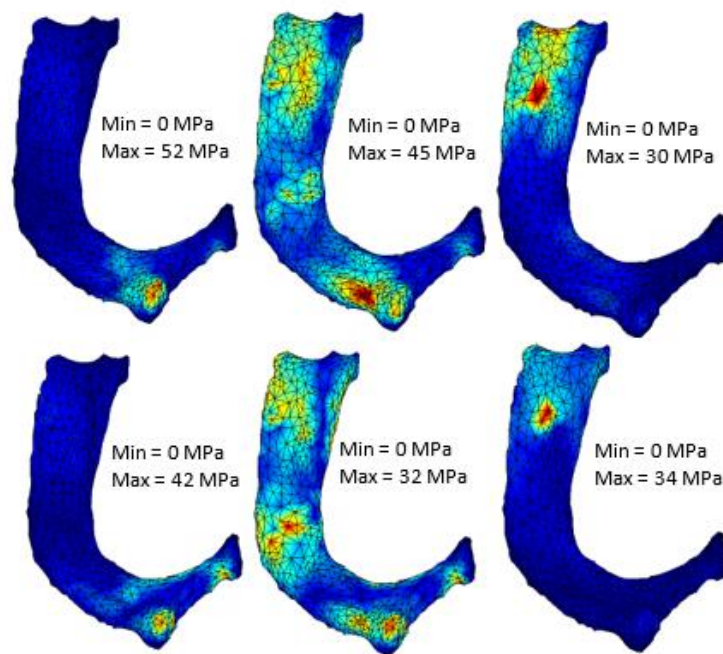 Min = 0 MPa
Max = 52 MPa
Min = 0 MPa
Max = 45 MPa
Min = 0 MPa
Max = 30 MPa
Min = 0 MPa
Max = 42 MPa
Min = 0 MPa
Max = 32 MPa
Min = 0 MPa
Max = 34 MPa